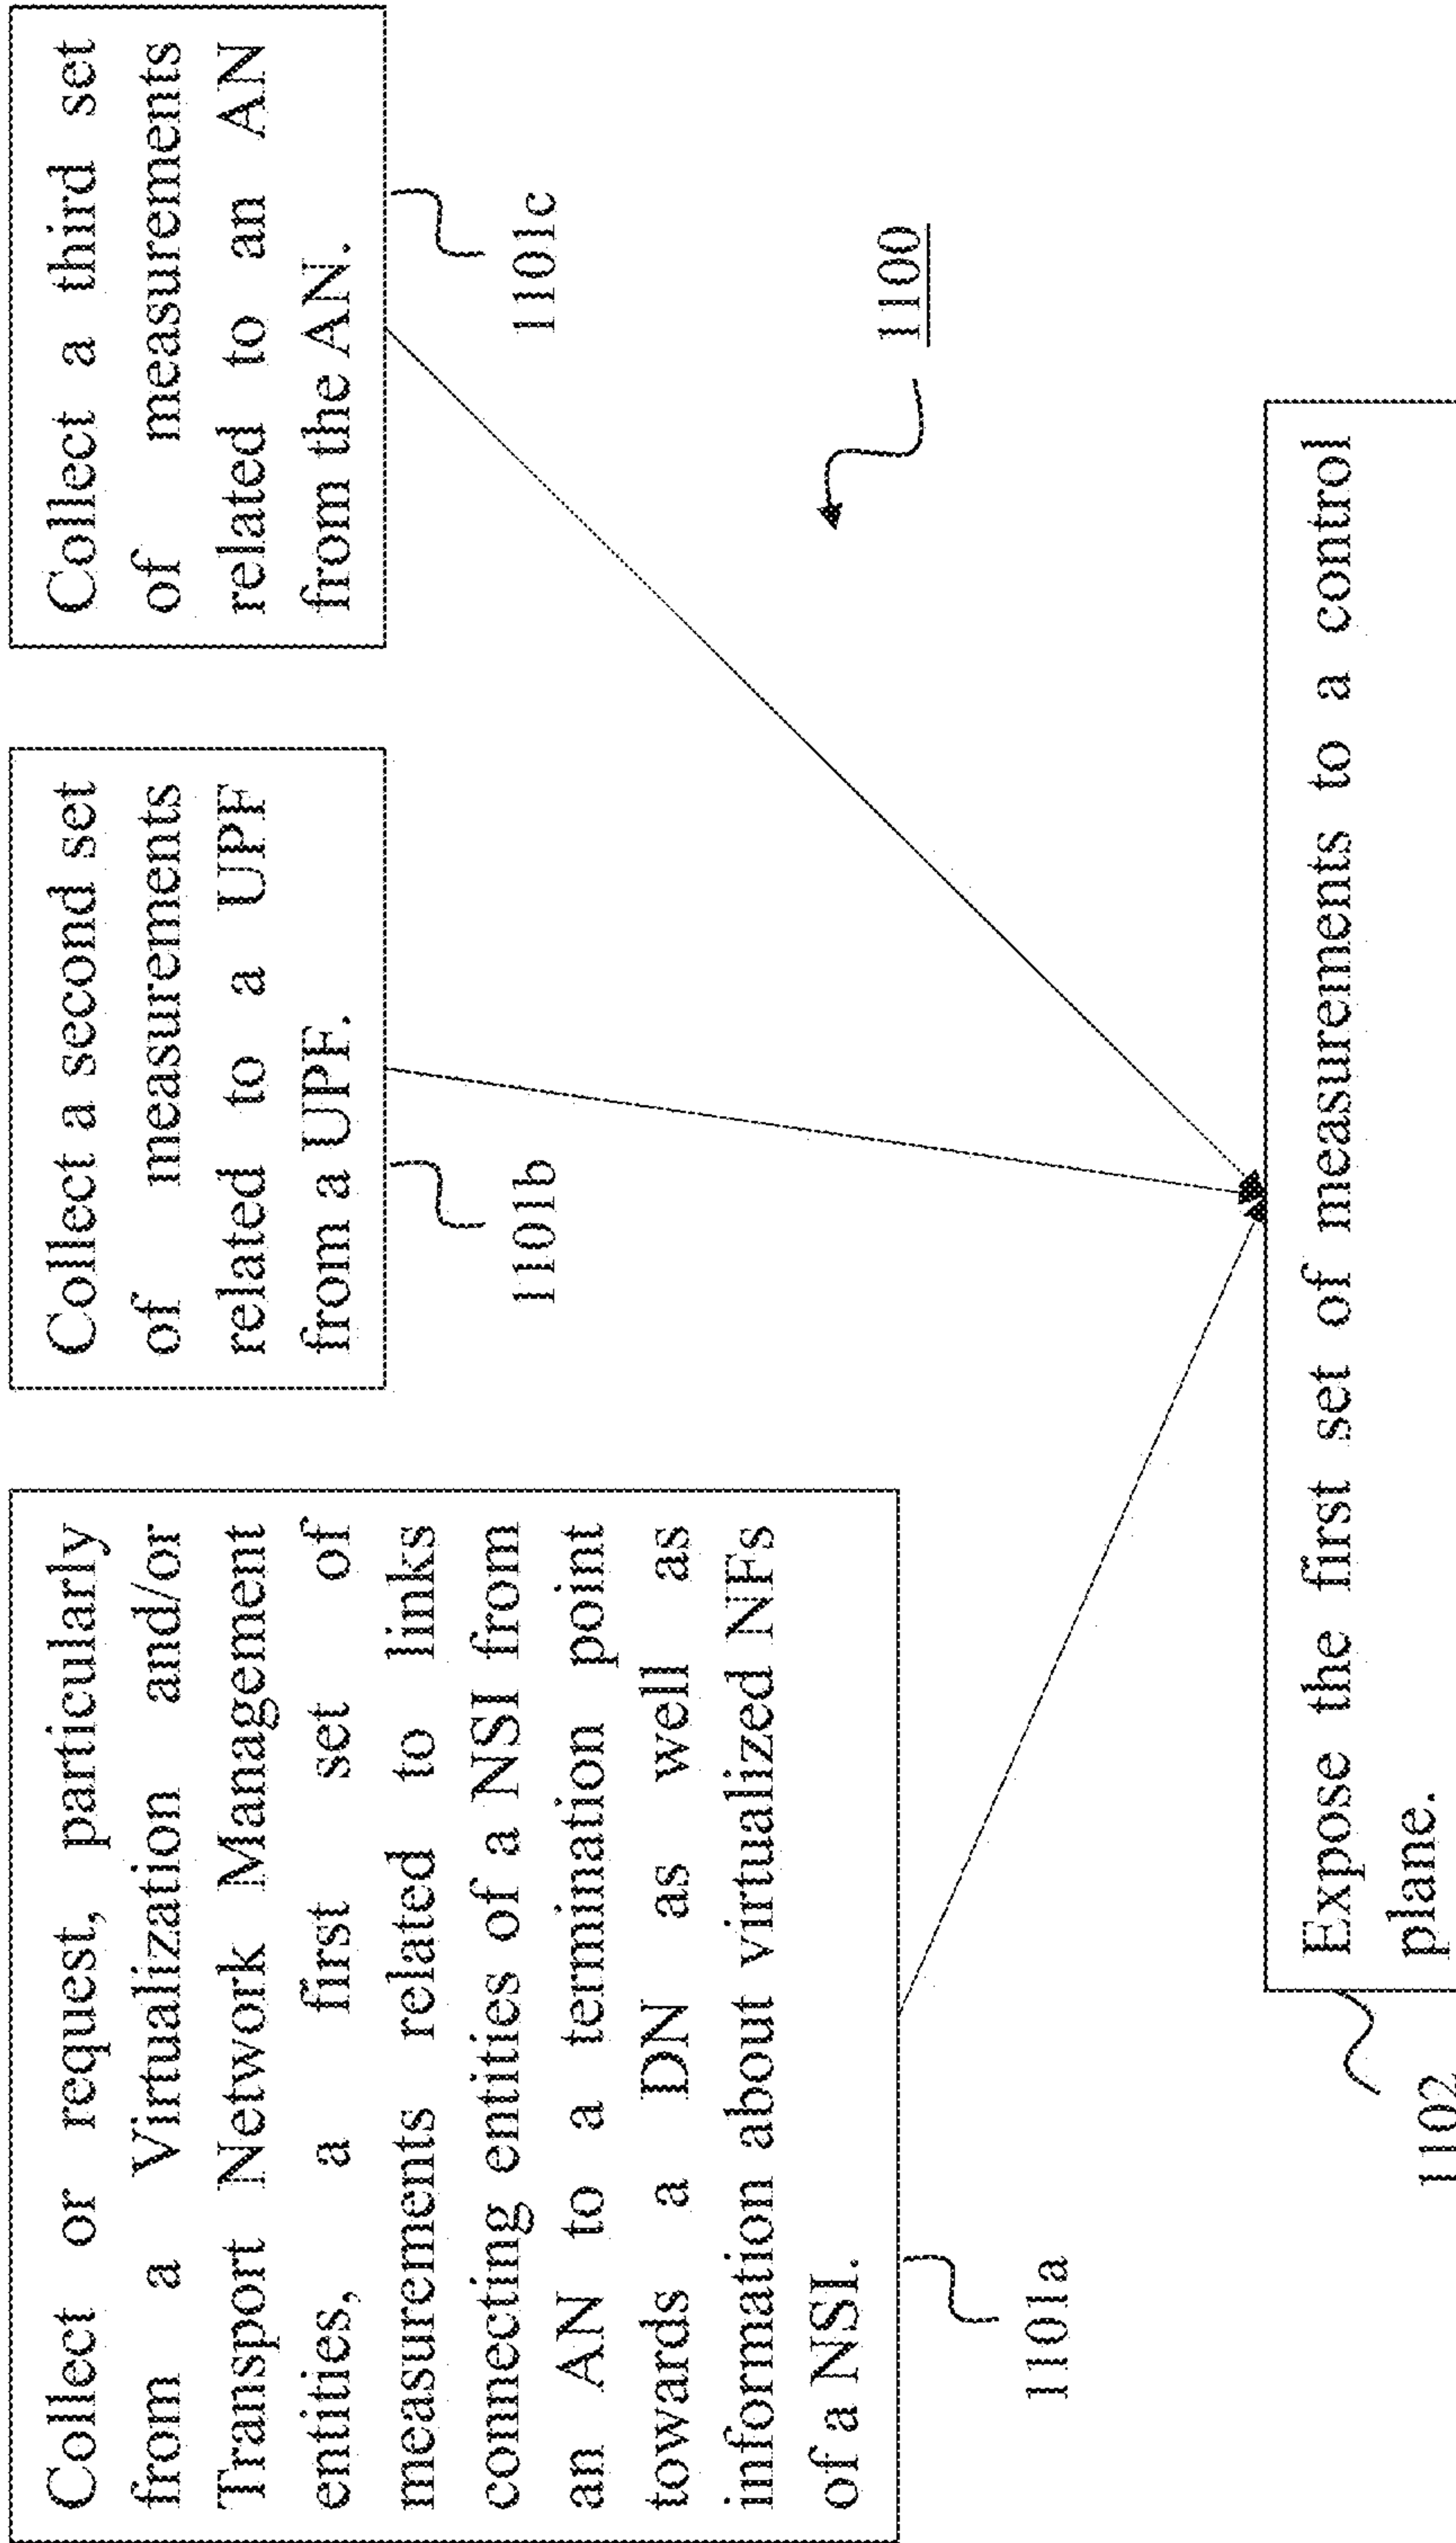 Collect or request, particularly
from a Virtualization and/or
Transport Network Management
entities, a first set of
measurements related to links
connecting entities of a NSI from
an AN to a termination point
towards a DN as well as
information about virtualized NFs
of a NSI.
1101a
Collect a second set
of measurements
related to a UPF
from a UPF.
1101b
Collect a third set
of measurements
related to an AN
from the AN.
1101c
1100
Expose the first set of measurements to a control
plane.
1102